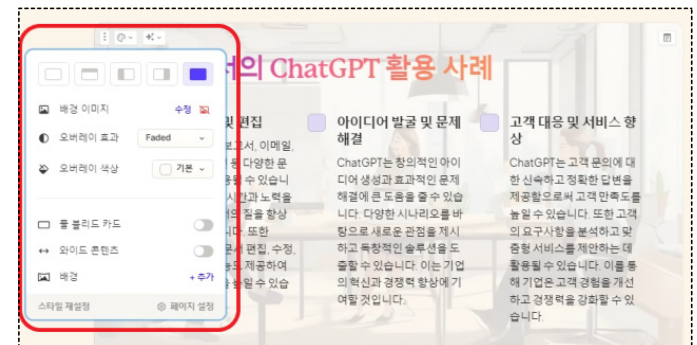 서의 ChatGPT 활용 사례
배경 이미지
수정
오버레이 효과
Faded
오버레이 색상
기본
풀 블리드 카드
와이드 콘텐츠
배경
+ 추가
스타일 재설정
페이지 설정
및 편집
보고서, 이메일,
등 다양한 문
용될 수 있습니
시간과 노력을
서의 질을 향상
니다. 또한
문서 편집, 수정,
능도 제공하여
을 높일 수 있습
아이디어 발굴 및 문제
해결
ChatGPT는 창의적인 아이
디어 생성과 효과적인 문제
해결에 큰 도움을 줄 수 있습
니다. 다양한 시나리오를 바
탕으로 새로운 관점을 제시
하고 독창적인 솔루션을 도
출할 수 있습니다. 이는 기업
의 혁신과 경쟁력 향상에 기
여할 것입니다.
고객 대응 및 서비스 향
상
ChatGPT는 고객 문의에 대
한 신속하고 정확한 답변을
제공함으로써 고객 만족도를
높일 수 있습니다. 또한 고객
의 요구사항을 분석하고 맞
춤형 서비스를 제안하는 데
활용될 수 있습니다. 이를 통
해 기업은 고객 경험을 개선
하고 경쟁력을 강화할 수 있
습니다.